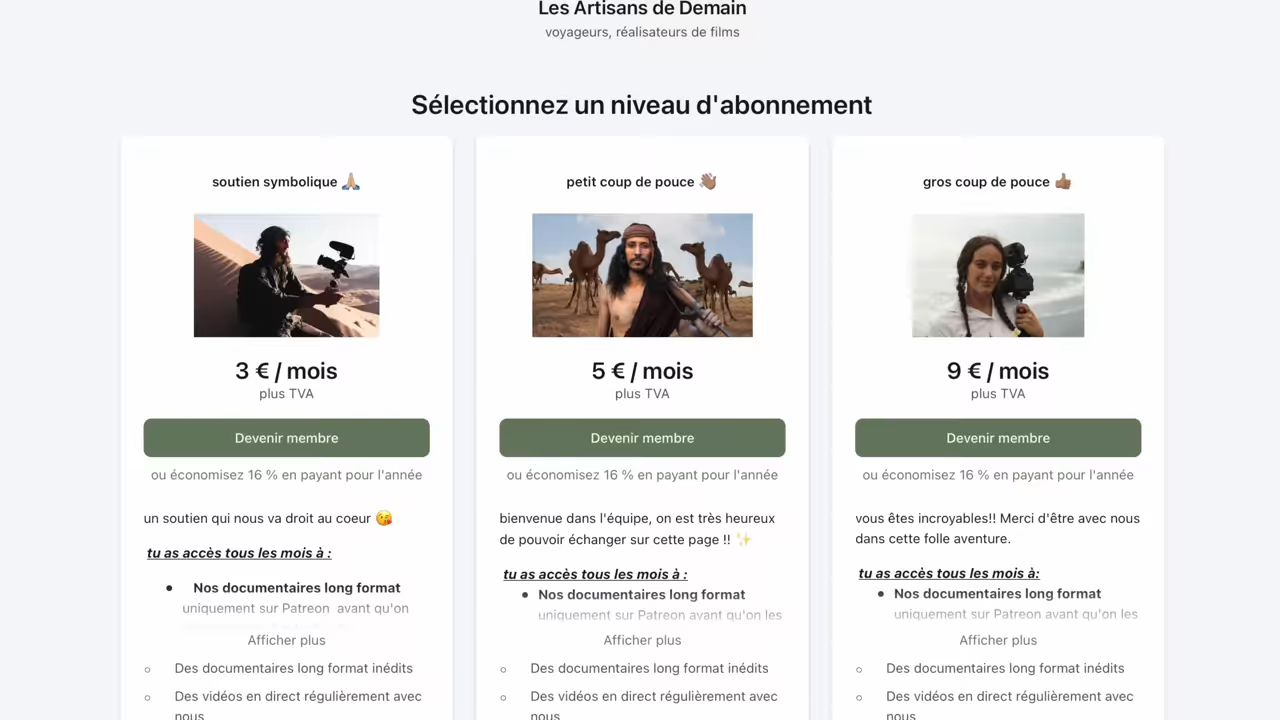 Les Artisans de Demain
voyageurs, réalisateurs de films
Sélectionnez un niveau d'abonnement
soutien symbolique 🙏🏽
3 € / mois
plus TVA
Devenir membre
ou économisez 16 % en payant pour l'année
un soutien qui nous va droit au coeur 😘
tu as accès tous les mois à :
• Nos documentaires long format
uniquement sur Patreon avant qu'on
Afficher plus
○ Des documentaires long format inédits
○ Des vidéos en direct régulièrement avec
nous
petit coup de pouce 👋🏽
5 € / mois
plus TVA
Devenir membre
ou économisez 16 % en payant pour l'année
bienvenue dans l'équipe, on est très heureux
de pouvoir échanger sur cette page !! ✨
tu as accès tous les mois à :
• Nos documentaires long format
uniquement sur Patreon avant qu'on les
Afficher plus
○ Des documentaires long format inédits
○ Des vidéos en direct régulièrement avec
nous
gros coup de pouce 👍🏽
9 € / mois
plus TVA
Devenir membre
ou économisez 16 % en payant pour l'année
vous êtes incroyables!! Merci d'être avec nous
dans cette folle aventure.
tu as accès tous les mois à:
• Nos documentaires long format
uniquement sur Patreon avant qu'on les
Afficher plus
○ Des documentaires long format inédits
○ Des vidéos en direct régulièrement avec
nous